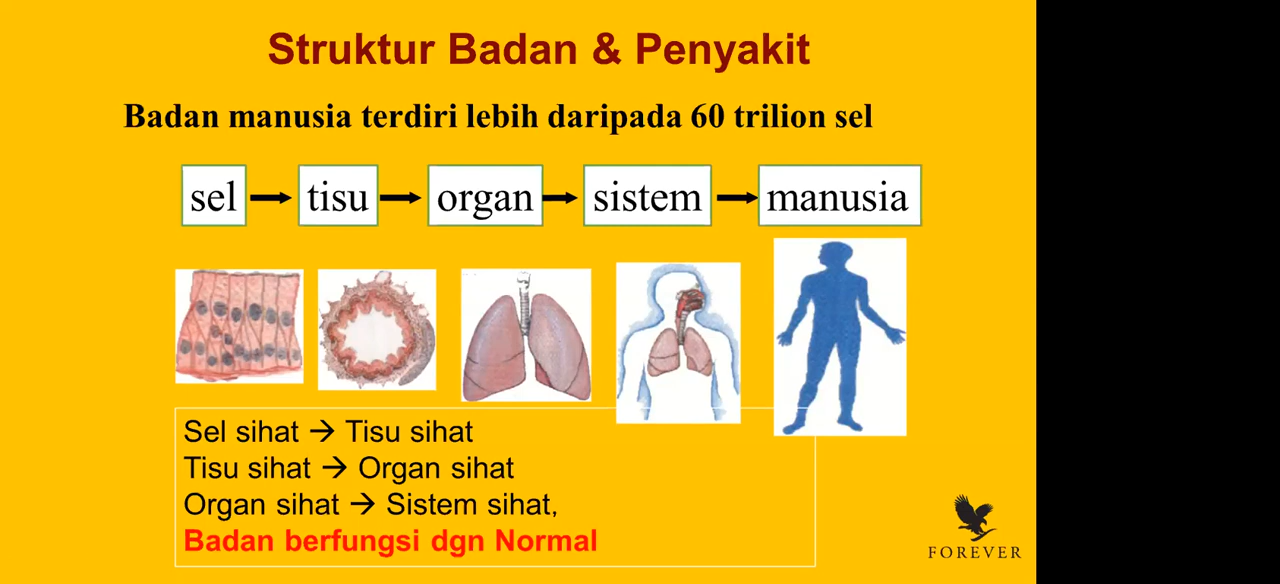 Struktur Badan & Penyakit
Badan manusia terdiri lebih daripada 60 trilion sel
sel → tisu → organ → sistem → manusia
Sel sihat → Tisu sihat
Tisu sihat → Organ sihat
Organ sihat → Sistem sihat,
Badan berfungsi dgn Normal
FOREVER